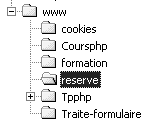 www
cookies
Coursphp
formation
reserve
Tpphp
Traite-formulaire